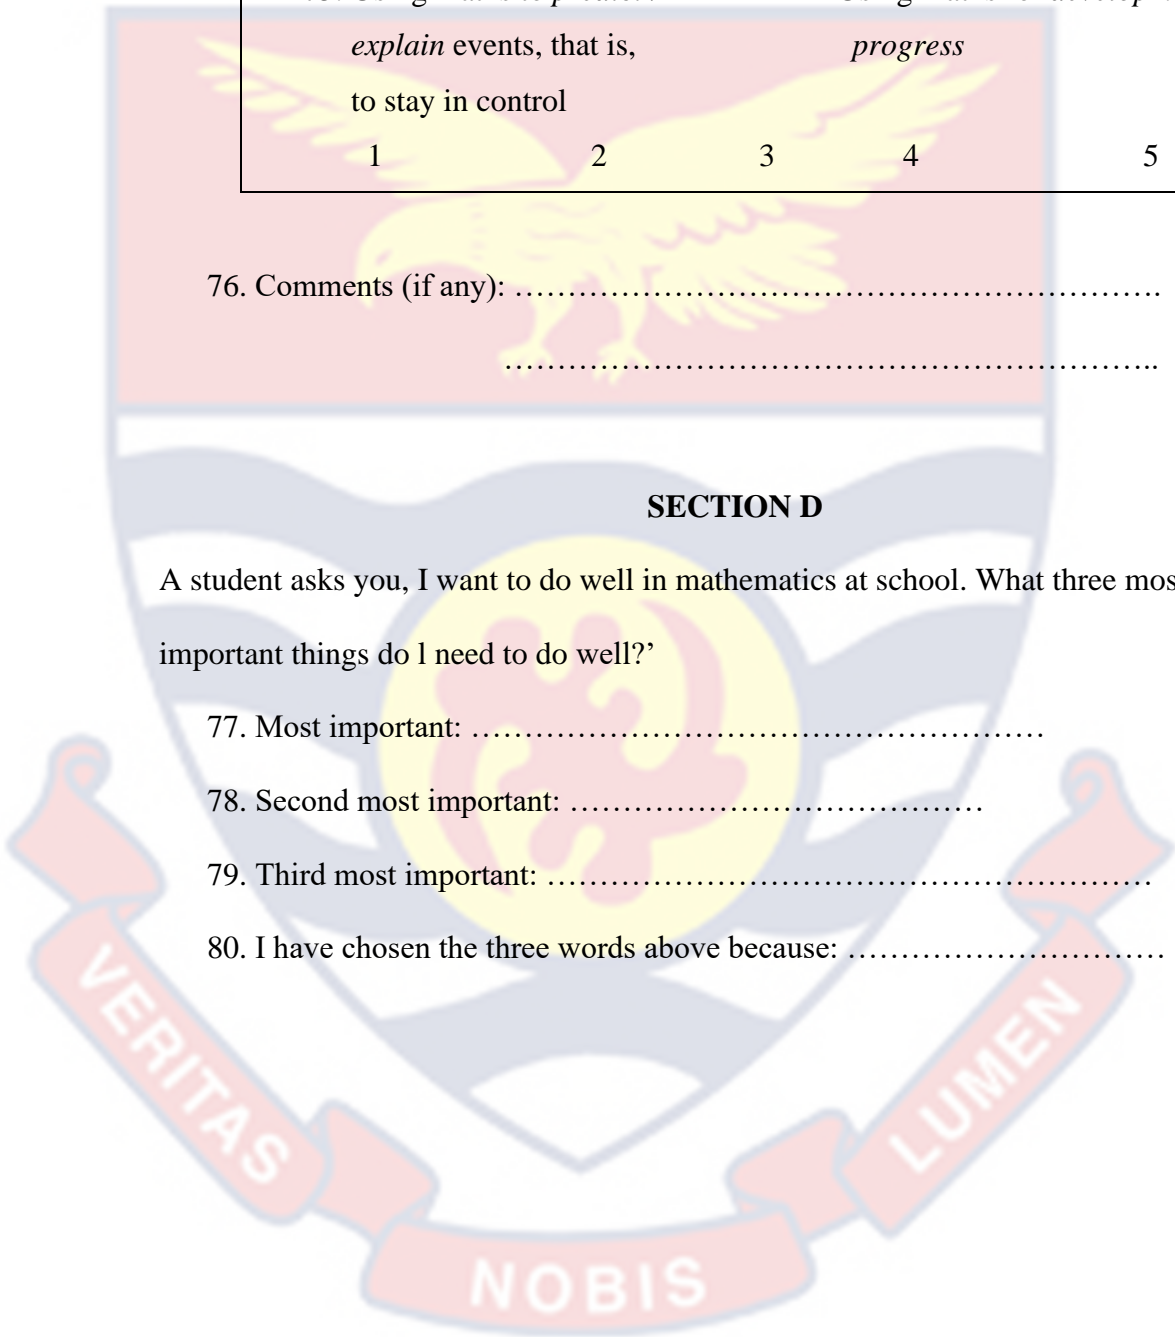 explain events, that is, progress
to stay in control
1 2 3 4 5
76. Comments (if any): ……………………………………………………….
………………………………………………………..
SECTION D
A student asks you, I want to do well in mathematics at school. What three
important things do l need to do well?’
77. Most important: ………………………………………………
78. Second most important: …………………………………
79. Third most important: …………………………………………………
80. I have chosen the three words above because: …………………………
VERITAS
NOBIS
LUMEN